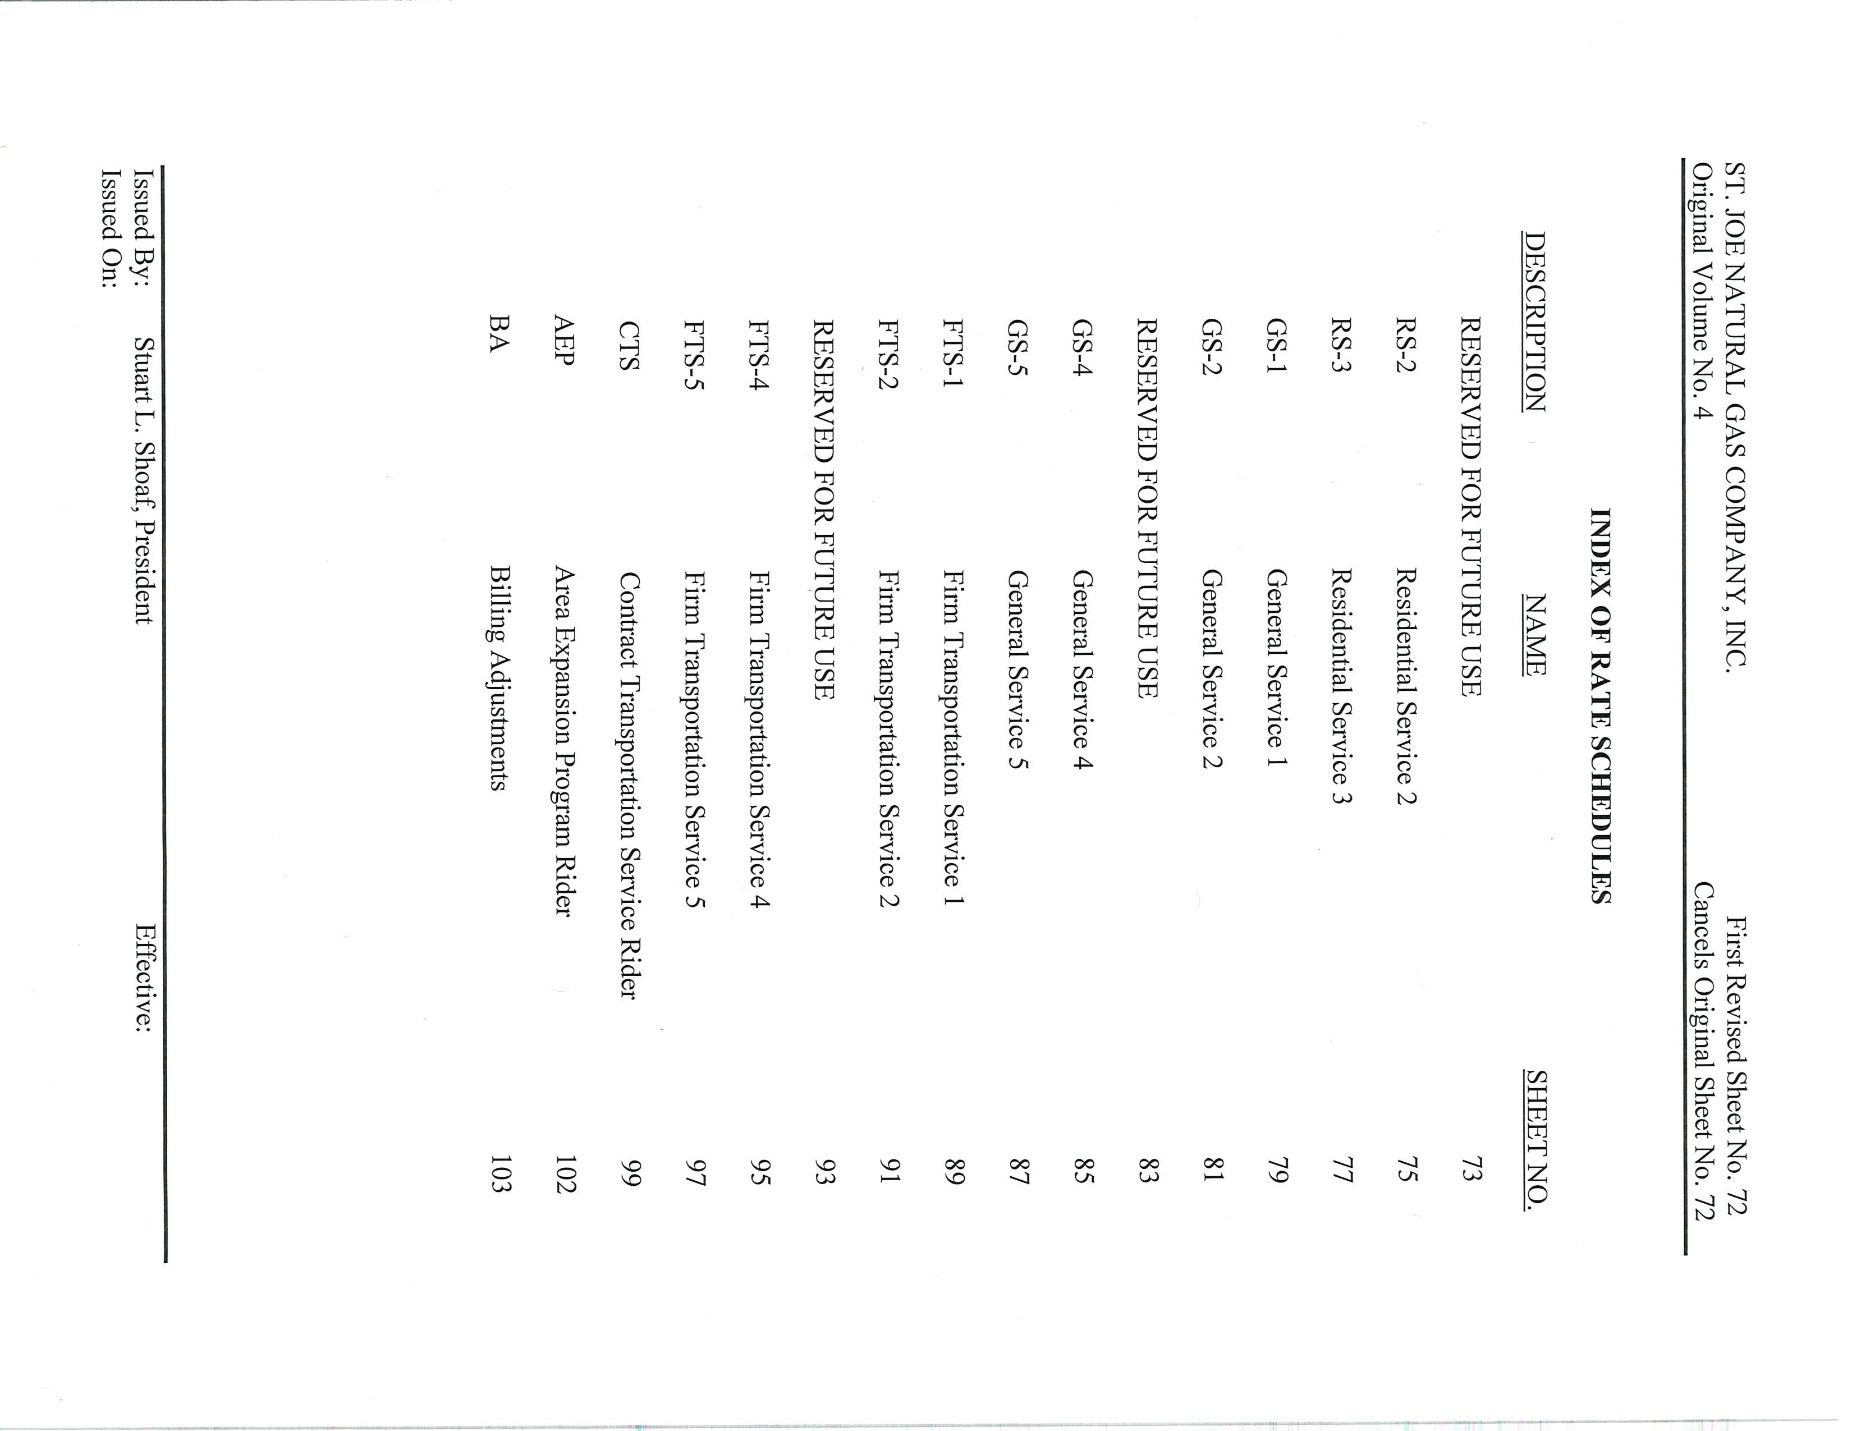 ST. JOE NATURAL GAS COMPANY, INC. First Revised Sheet No. 72
Original Volume No. 4 Cancels Original Sheet No. 72
INDEX OF RATE SCHEDULES
DESCRIPTION NAME SHEET NO.
RESERVED FOR FUTURE USE 73
RS-2 Residential Service 2 75
RS-3 Residential Service 3 77
GS-1 General Service 1 79
GS-2 General Service 2 81
RESERVED FOR FUTURE USE 83
GS-4 General Service 4 85
GS-5 General Service 5 87
FTS-1 Firm Transportation Service 1 89
FTS-2 Firm Transportation Service 2 91
RESERVED FOR FUTURE USE 93
FTS-4 Firm Transportation Service 4 95
FTS-5 Firm Transportation Service 5 97
CTS Contract Transportation Service Rider 99
AEP Area Expansion Program Rider 102
BA Billing Adjustments 103
Issued By: Stuart L. Shoaf, President Effective:
Issued On: